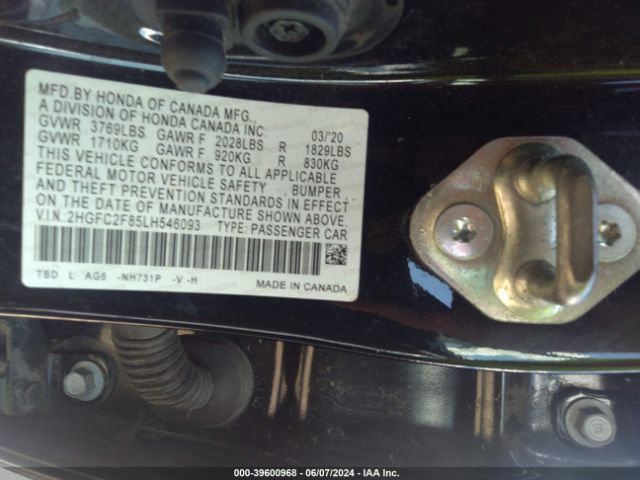 MFD.BY HONDA OF CANADA MFG.,
A DIVISION OF HONDA CANADA INC. 03/'20
GVWR 3769LBS GAWR F 2028LBS R 1829LBS
GVWR 1710KG GAWR F 920KG R 830KG
THIS VEHICLE CONFORMS TO ALL APPLICABLE
FEDERAL MOTOR VEHICLE SAFETY , BUMPER ,
AND THEFT PREVENTION STANDARDS IN EFFECT
ON THE DATE OF MANUFACTURE SHOWN ABOVE.
V.I.N: 2HGFC2F85LH546093 TYPE: PASSENGER CAR
TBD L AG6 -NH731P -V -H MADE IN CANADA
000-39600968 - 06/07/2024 - IAA Inc.